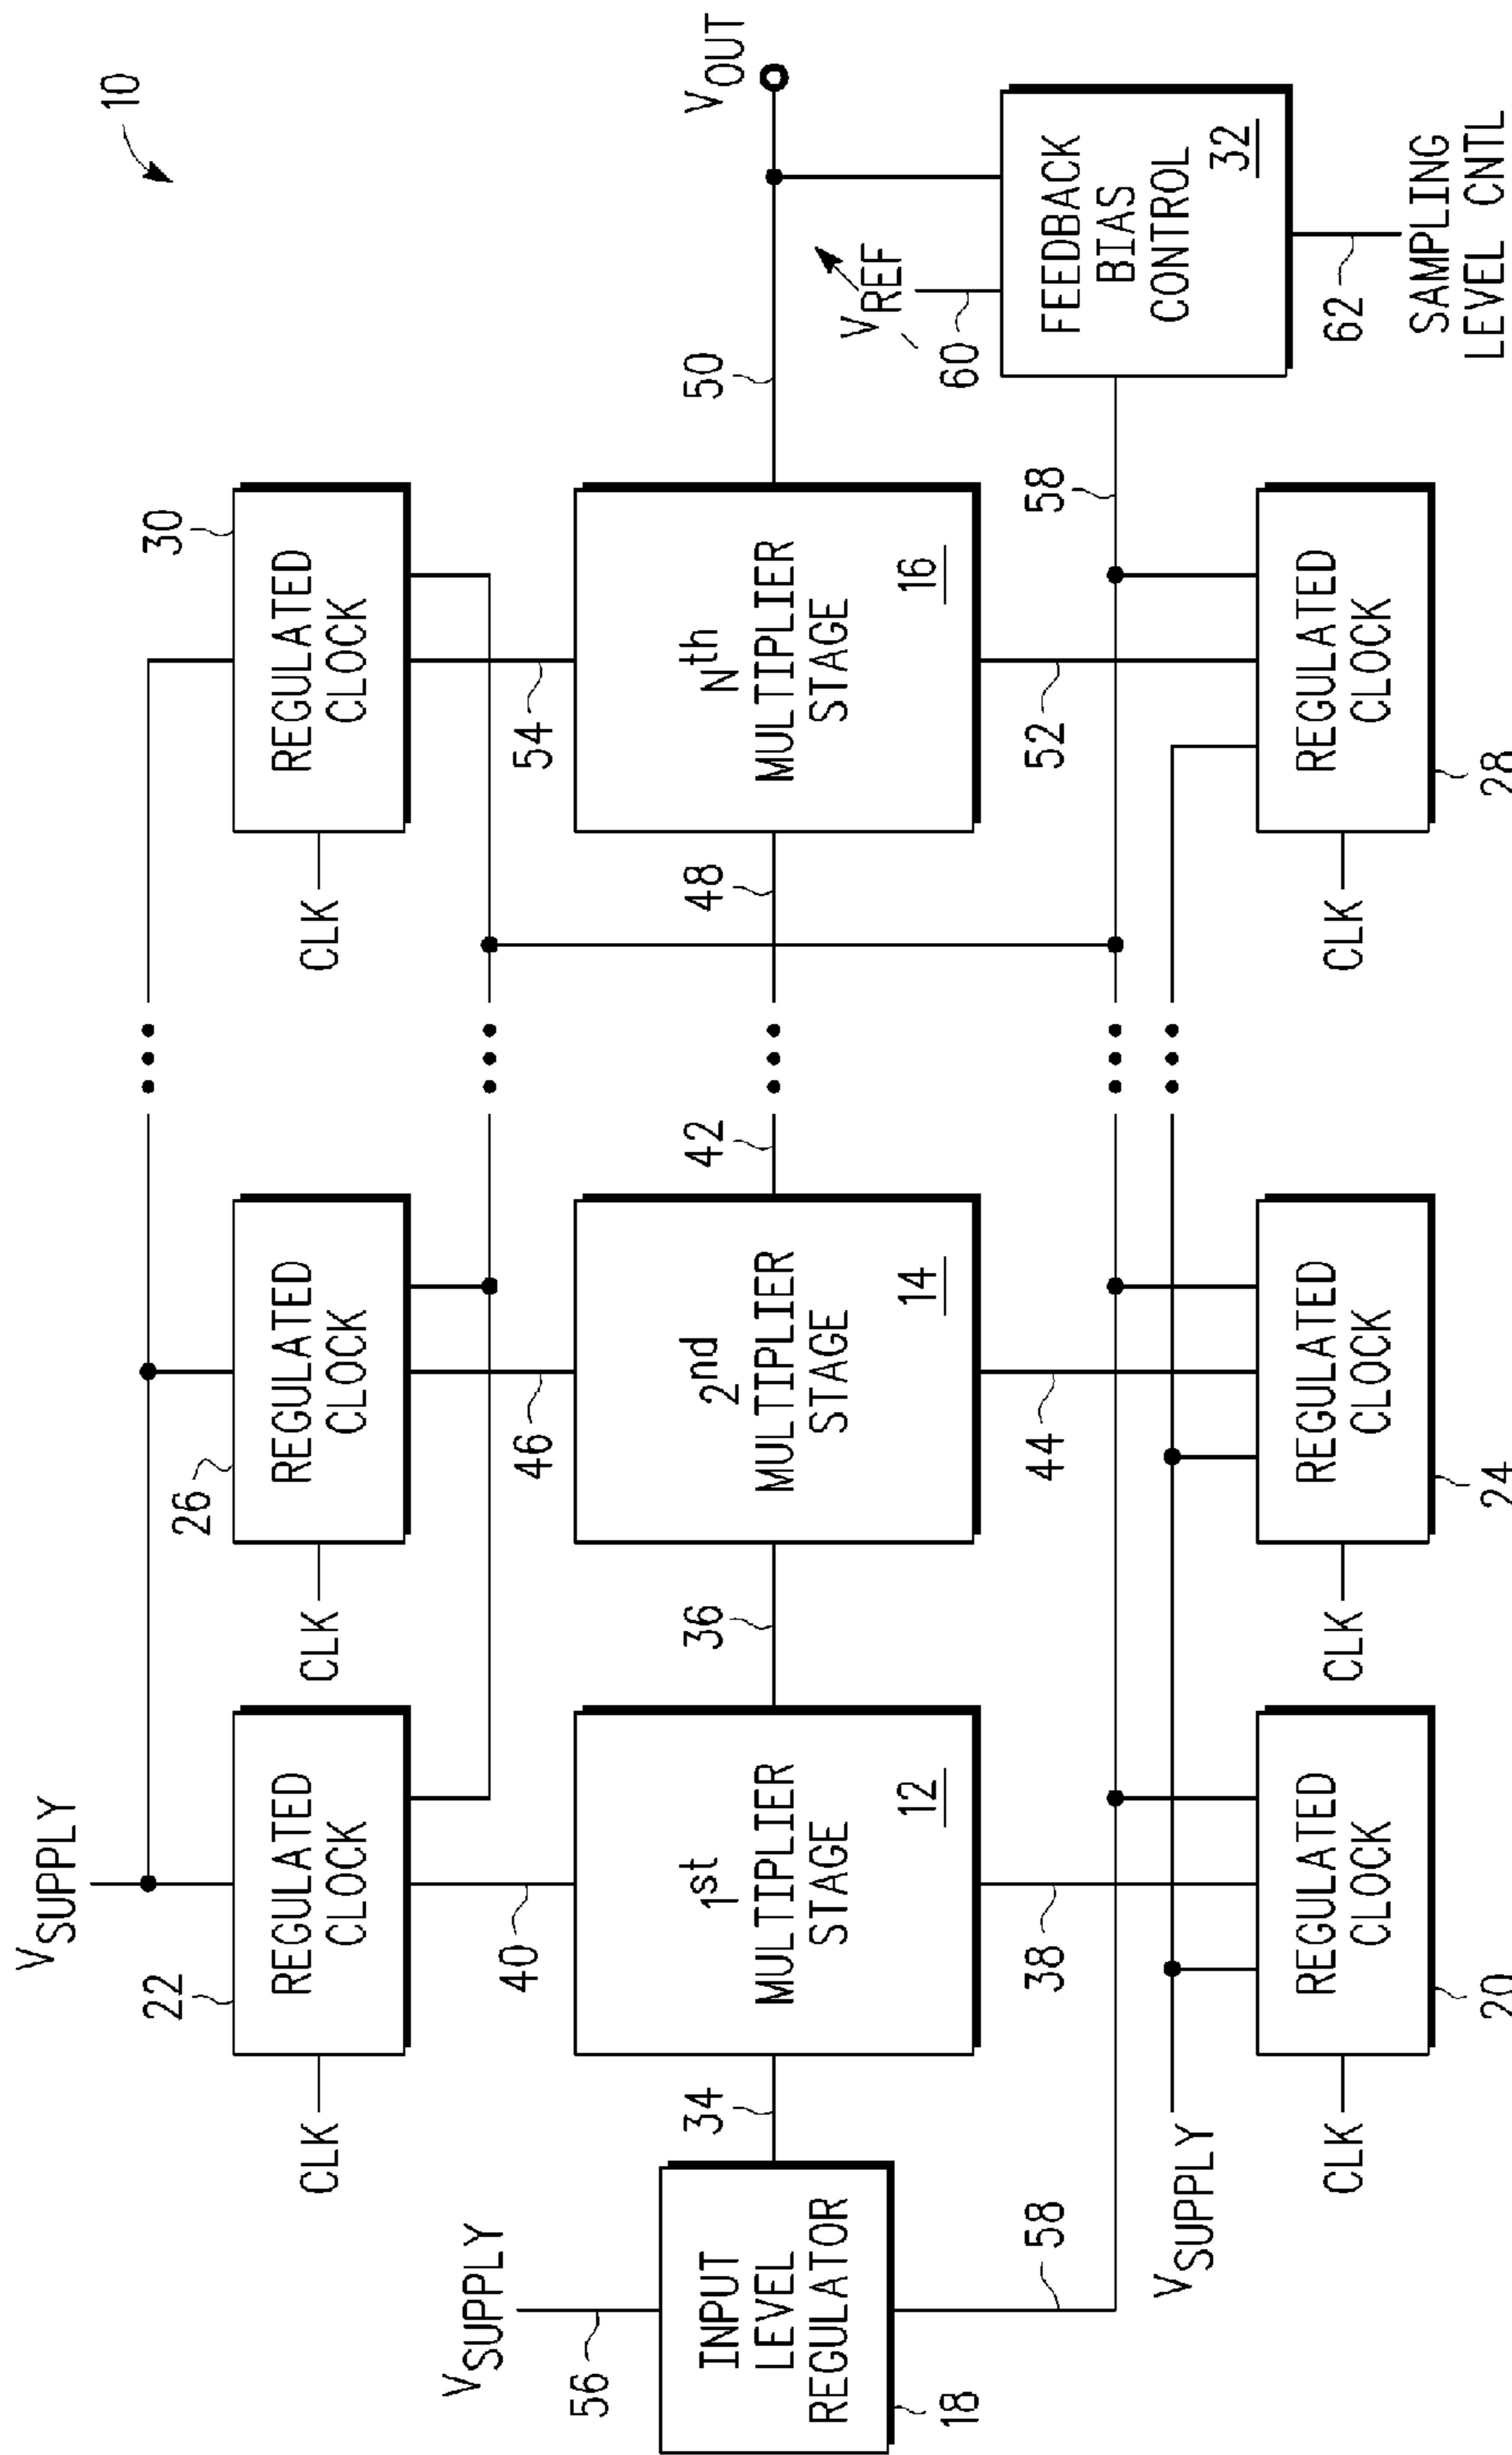 10
V_SUPPLY
22
REGULATED
CLOCK
CLK
26
REGULATED
CLOCK
CLK
30
REGULATED
CLOCK
CLK
V_SUPPLY
56
40
46
54
INPUT
LEVEL
REGULATOR
18
34
1st
MULTIPLIER
STAGE
12
36
2nd
MULTIPLIER
STAGE
14
42
48
Nth
MULTIPLIER
STAGE
16
50
V_OUT
V_REF
60
58
38
44
52
58
FEEDBACK
BIAS
CONTROL
32
V_SUPPLY
CLK
REGULATED
CLOCK
20
CLK
REGULATED
CLOCK
24
CLK
REGULATED
CLOCK
28
62
SAMPLING
LEVEL CNTL